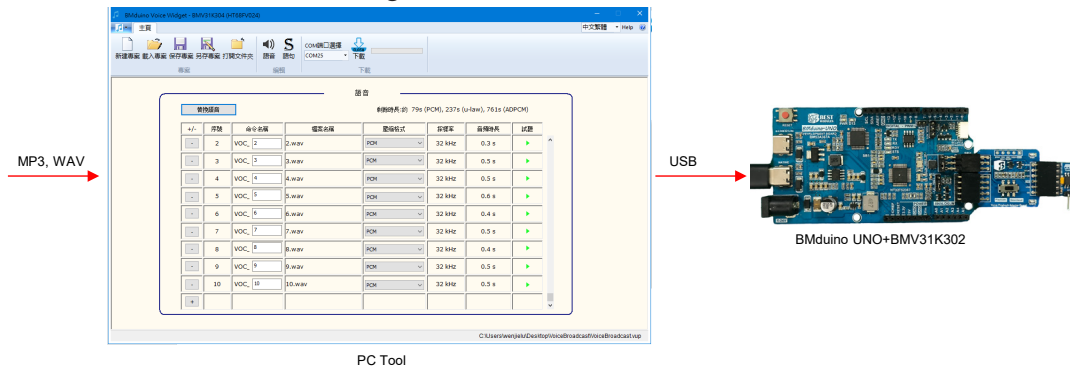 BMduino Voice Widget - BMV31K304 (HT68FV024)
主頁
中文繁體 Help
新建專案 載入專案 保存專案 另存專案 打開文件夾 語音 語句 COM端口選擇 COM25 下載
專案 編輯 下載
語音
替換語音
剩餘時長:約 79s (PCM), 237s (u-law), 761s (ADPCM)
+/- 序號 命令名稱 檔案名稱 壓縮格式 採樣率 音頻時長 試聽
- 2 VOC_ 2 2.wav PCM 32 kHz 0.3 s
- 3 VOC_ 3 3.wav PCM 32 kHz 0.5 s
- 4 VOC_ 4 4.wav PCM 32 kHz 0.5 s
- 5 VOC_ 5 5.wav PCM 32 kHz 0.6 s
- 6 VOC_ 6 6.wav PCM 32 kHz 0.4 s
- 7 VOC_ 7 7.wav PCM 32 kHz 0.5 s
- 8 VOC_ 8 8.wav PCM 32 kHz 0.4 s
- 9 VOC_ 9 9.wav PCM 32 kHz 0.5 s
- 10 VOC_ 10 10.wav PCM 32 kHz 0.5 s
+
C:\Users\wenjielu\Desktop\VoiceBroadcast\VoiceBroadcast.vup
MP3, WAV
USB
BEST
BMduino-UNO
BMduino UNO+BMV31K302
PC Tool